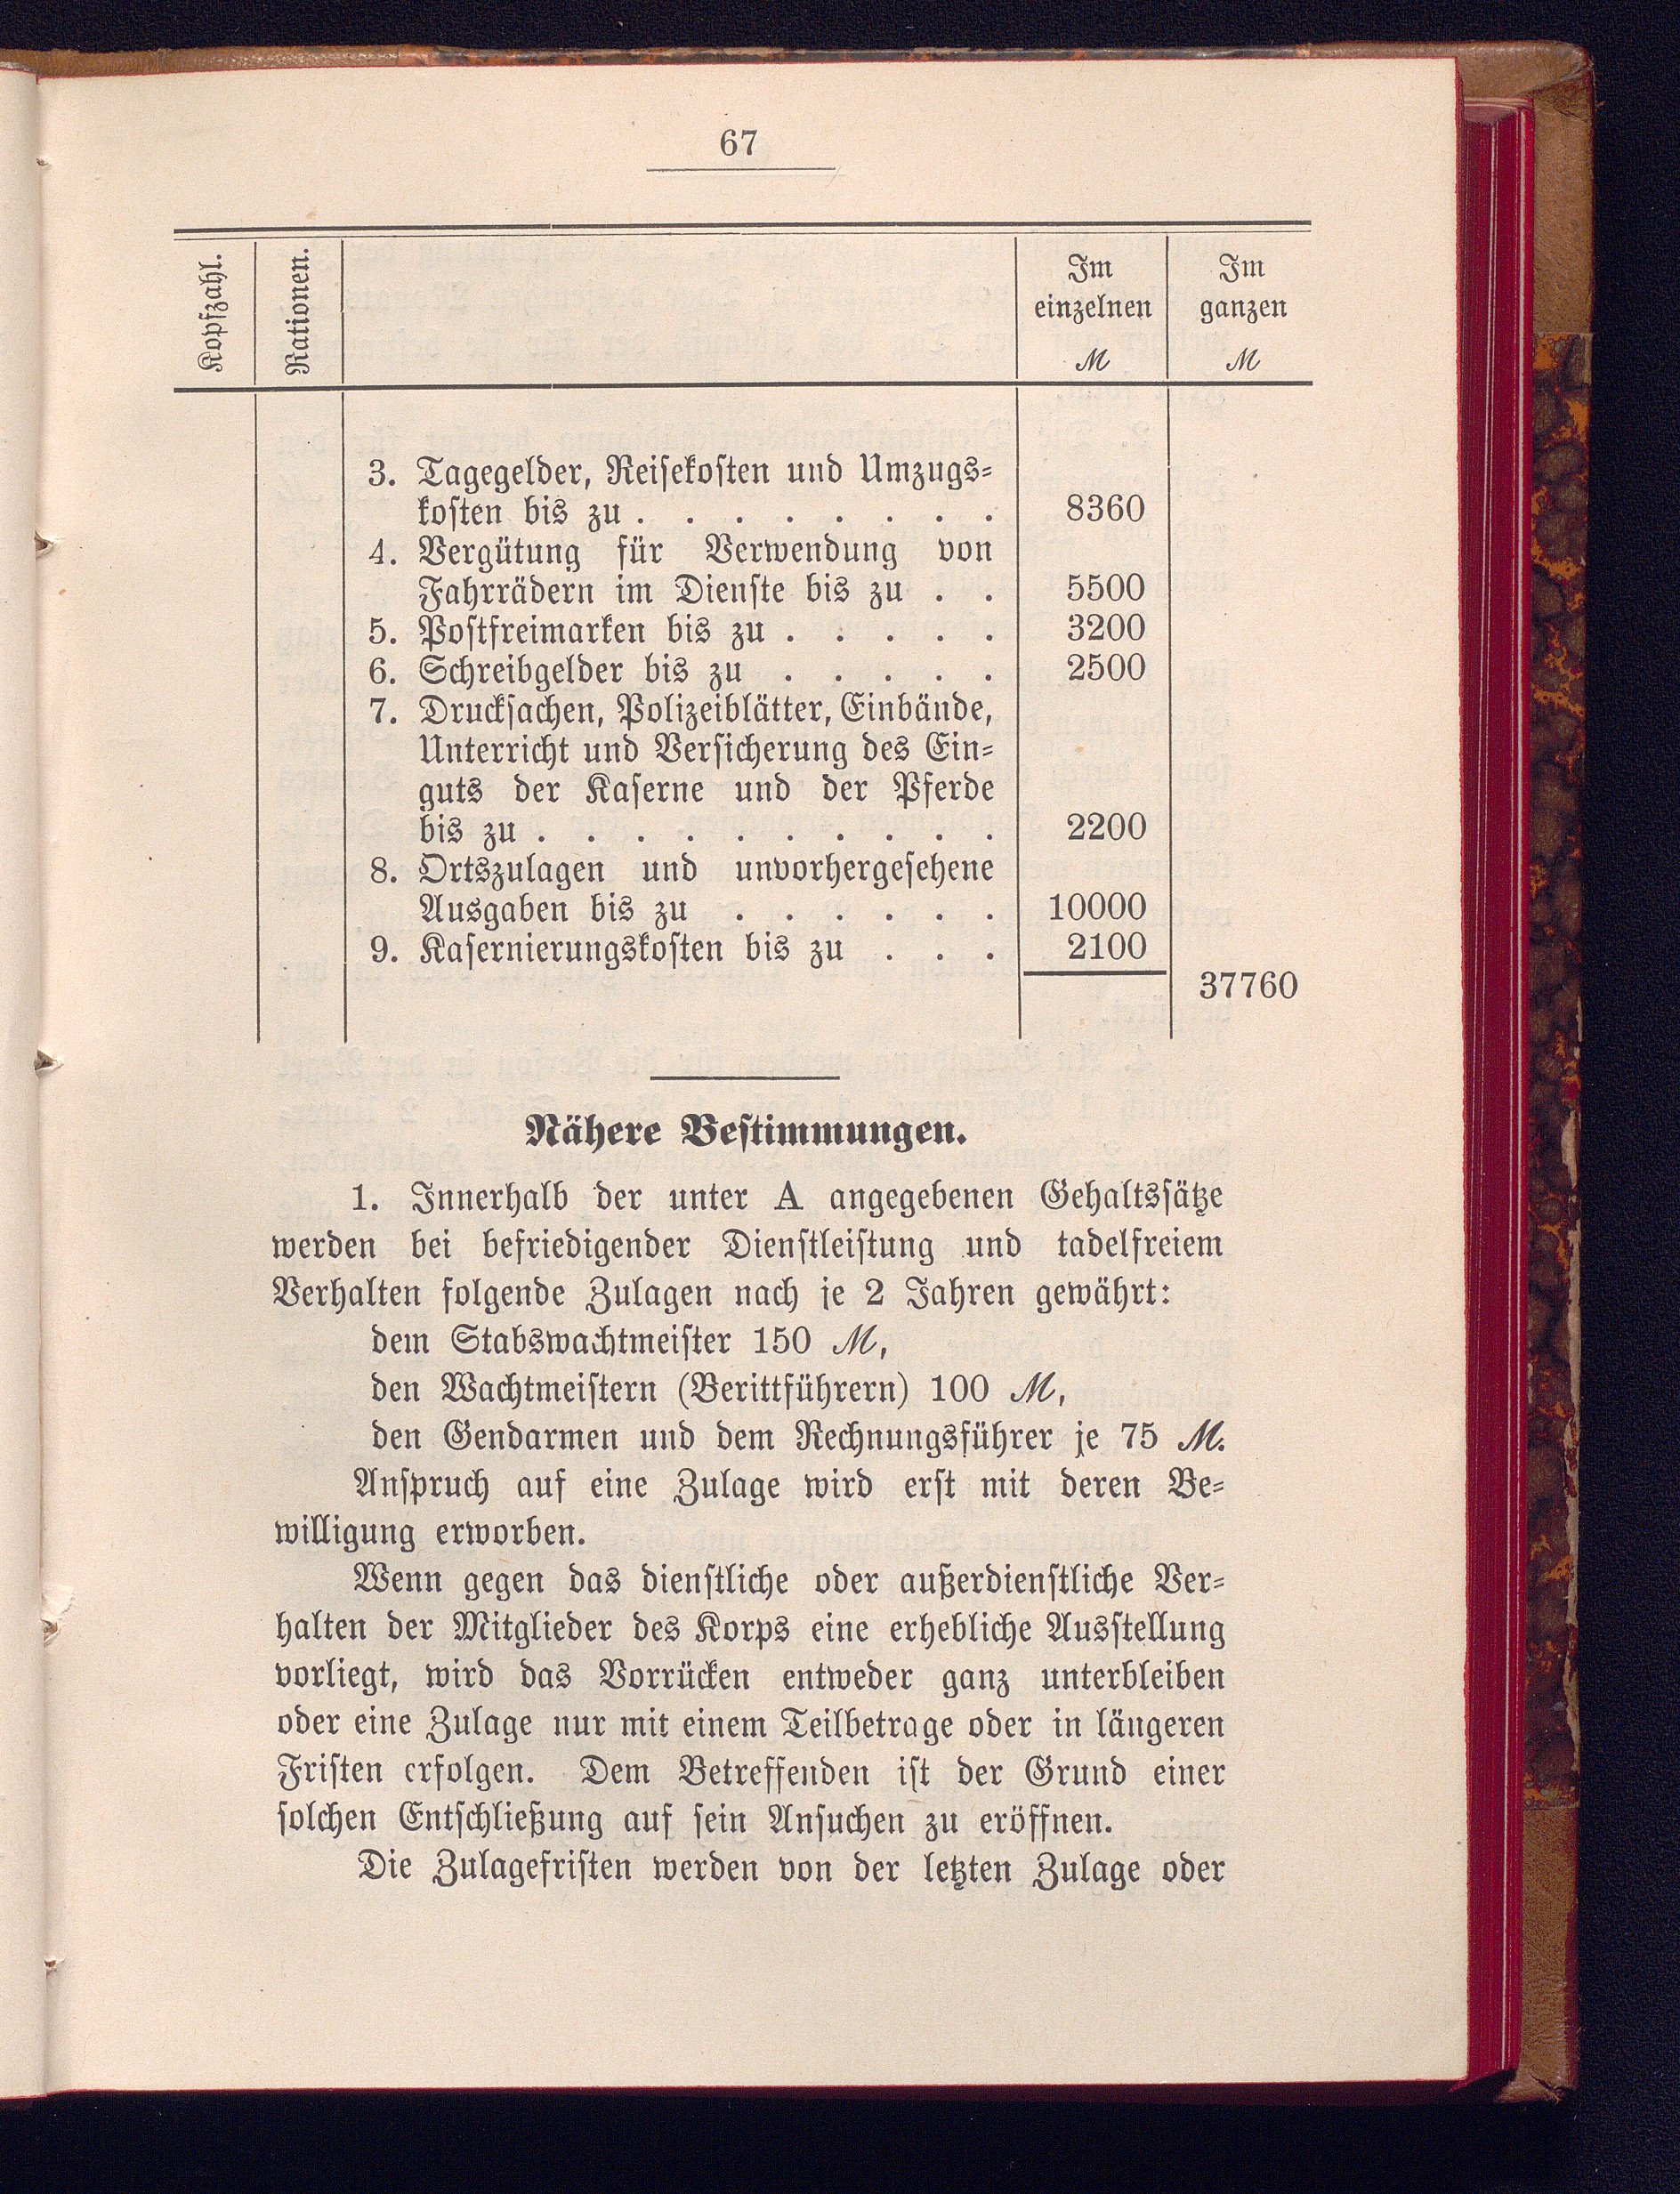 67
Kopfzahl.
Rationen.
Im
einzelnen
ℳ
Im
ganzen
ℳ
3. Tagegelder, Reisekosten und Umzugs-
kosten bis zu . . . . . . . . 8360
4. Vergütung für Verwendung von
Fahrrädern im Dienste bis zu . . 5500
5. Postfreimarken bis zu . . . . . 3200
6. Schreibgelder bis zu . . . . . 2500
7. Drucksachen, Polizeiblätter, Einbände,
Unterricht und Versicherung des Ein-
guts der Kaserne und der Pferde
bis zu . . . . . . . . . . 2200
8. Ortszulagen und unvorhergesehene
Ausgaben bis zu . . . . . . 10000
9. Kasernierungskosten bis zu . . . 2100
37760
Nähere Bestimmungen.
1. Innerhalb der unter A angegebenen Gehaltssätze
werden bei befriedigender Dienstleistung und tadelfreiem
Verhalten folgende Zulagen nach je 2 Jahren gewährt:
dem Stabswachtmeister 150 ℳ,
den Wachtmeistern (Berittführern) 100 ℳ,
den Gendarmen und dem Rechnungsführer je 75 ℳ.
Anspruch auf eine Zulage wird erst mit deren Be-
willigung erworben.
Wenn gegen das dienstliche oder außerdienstliche Ver-
halten der Mitglieder des Korps eine erhebliche Ausstellung
vorliegt, wird das Vorrücken entweder ganz unterbleiben
oder eine Zulage nur mit einem Teilbetrage oder in längeren
Fristen erfolgen. Dem Betreffenden ist der Grund einer
solchen Entschließung auf sein Ansuchen zu eröffnen.
Die Zulagefristen werden von der letzten Zulage oder